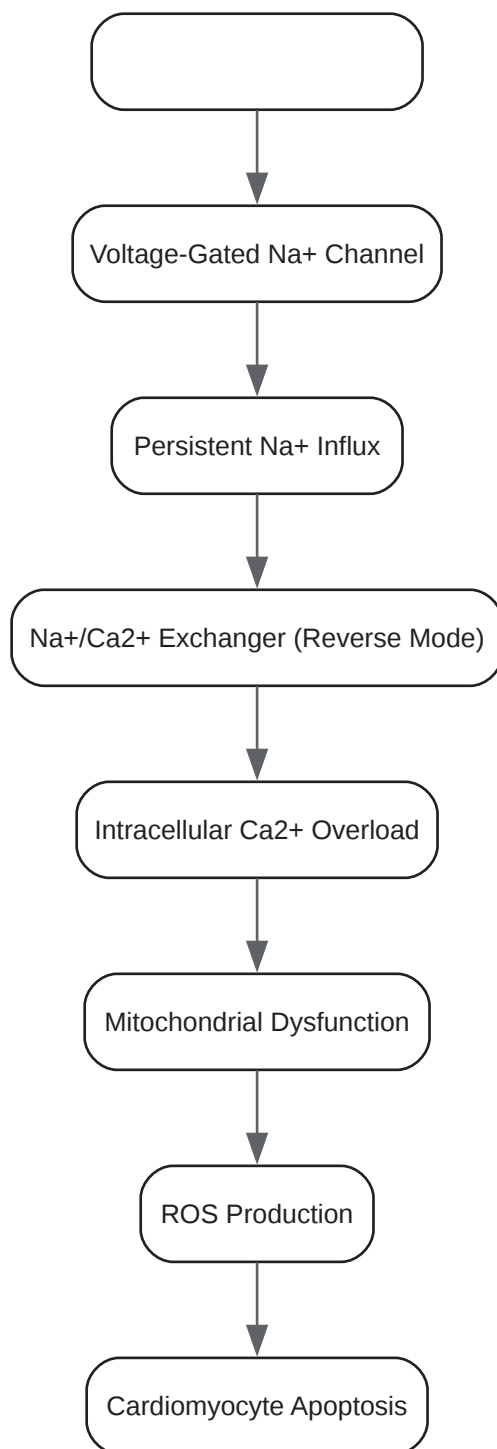 Voltage-Gated Na+ Channel
Persistent Na+ Influx
Na+/Ca2+ Exchanger (Reverse Mode)
Intracellular Ca2+ Overload
Mitochondrial Dysfunction
ROS Production
Cardiomyocyte Apoptosis